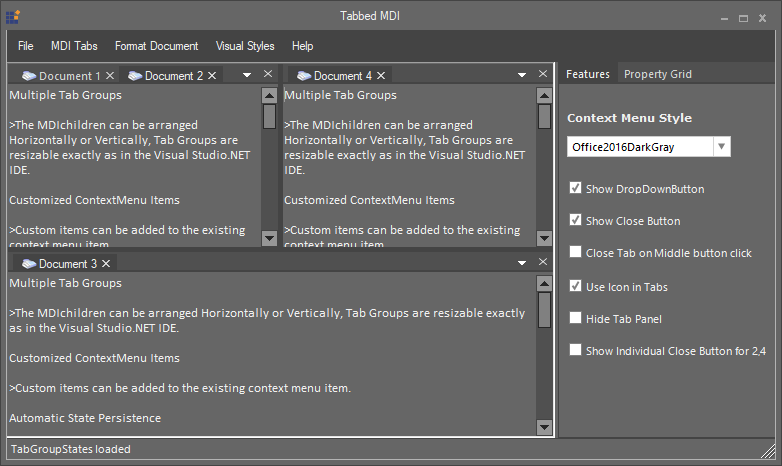 Tabbed MDI
File MDI Tabs Format Document Visual Styles Help
Document 1 Document 2
Multiple Tab Groups
>The MDIchildren can be arranged
Horizontally or Vertically, Tab Groups are
resizable exactly as in the Visual Studio.NET
IDE.
Customized ContextMenu Items
>Custom items can be added to the existing
context menu item.
Document 4
Multiple Tab Groups
>The MDIchildren can be arranged
Horizontally or Vertically, Tab Groups are
resizable exactly as in the Visual Studio.NET
IDE.
Customized ContextMenu Items
>Custom items can be added to the existing
context menu item.
Document 3
Multiple Tab Groups
>The MDIchildren can be arranged Horizontally or Vertically, Tab Groups are resizable exactly
as in the Visual Studio.NET IDE.
Customized ContextMenu Items
>Custom items can be added to the existing context menu item.
Automatic State Persistence
Features Property Grid
Context Menu Style
Office2016DarkGray
Show DropDownButton
Show Close Button
Close Tab on Middle button click
Use Icon in Tabs
Hide Tab Panel
Show Individual Close Button for 2,4
TabGroupStates loaded